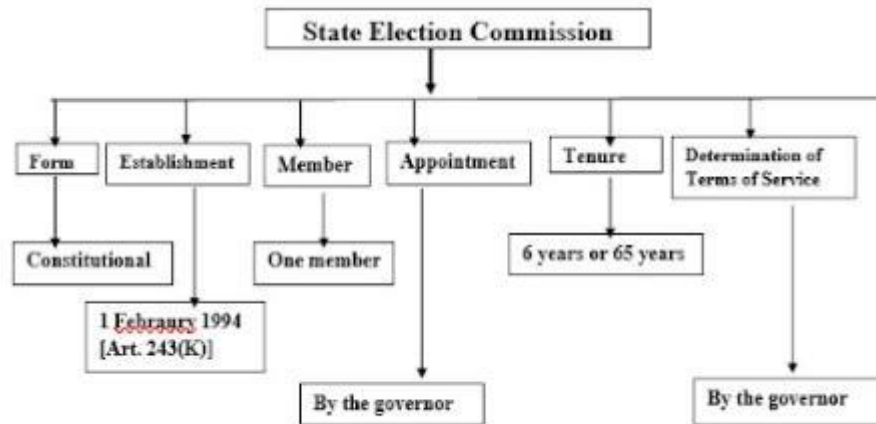 State Election Commission
Form
Establishment
Member
Appointment
Tenure
Determination of
Terms of Service
Constitutional
One member
6 years or 65 years
1 Febraury 1994
[Art. 243(K)]
By the governor
By the governor